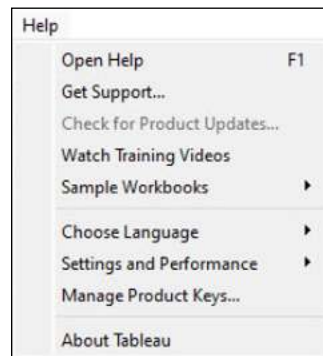 Help
Open Help F1
Get Support...
Check for Product Updates...
Watch Training Videos
Sample Workbooks
Choose Language
Settings and Performance
Manage Product Keys...
About Tableau